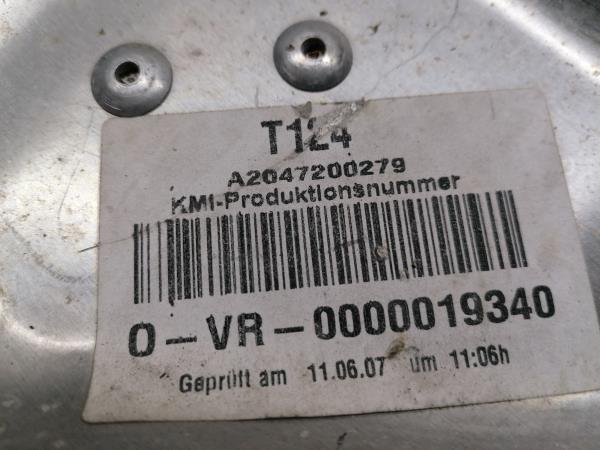 T124
A2047200279
KMI-Produktionsnummer
0-VR-0000019340
Geprüft am 11.06.07 um 11:06h